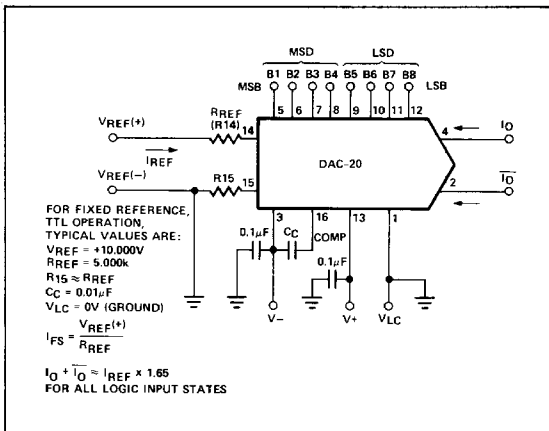 MSD LSD
MSB B1 B2 B3 B4 B5 B6 B7 B8 LSB
5 6 7 8 9 10 11 12
VREF(+) RREF (R14) 14
IREF
DAC-20
4 IO
VREF(-) R15 15
2 IO
3 16 13 1
FOR FIXED REFERENCE,
TTL OPERATION,
TYPICAL VALUES ARE:
VREF = +10.000V
RREF = 5.000k
R15 ≈ RREF
CC = 0.01µF
VLC = 0V (GROUND)
0.1µF CC COMP
0.1µF
V- V+ VLC
IFS = VREF(+)
RREF
IO + IO ≈ IREF x 1.65
FOR ALL LOGIC INPUT STATES